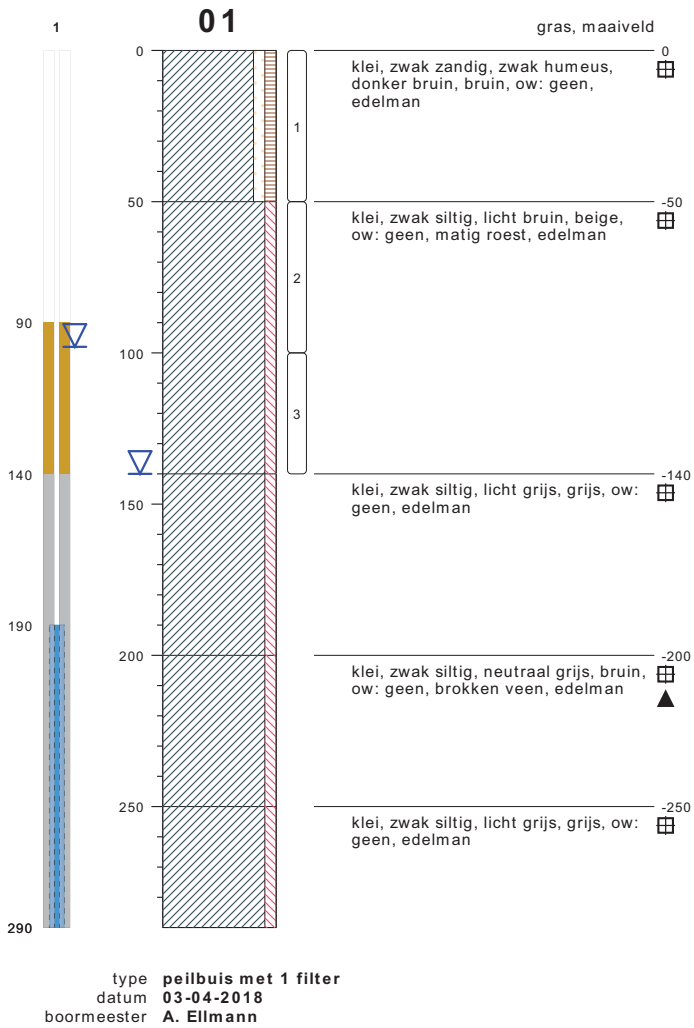 1
01
gras, maaiveld
0
0
klei, zwak zandig, zwak humeus,
donker bruin, bruin, ow: geen,
edelman
1
50
-50
klei, zwak siltig, licht bruin, beige,
ow: geen, matig roest, edelman
2
90
100
3
140
-140
klei, zwak siltig, licht grijs, grijs, ow:
geen, edelman
150
190
200
-200
klei, zwak siltig, neutraal grijs, bruin,
ow: geen, brokken veen, edelman
250
-250
klei, zwak siltig, licht grijs, grijs, ow:
geen, edelman
290
type peilbuis met 1 filter
datum 03-04-2018
boormeester A. Ellmann